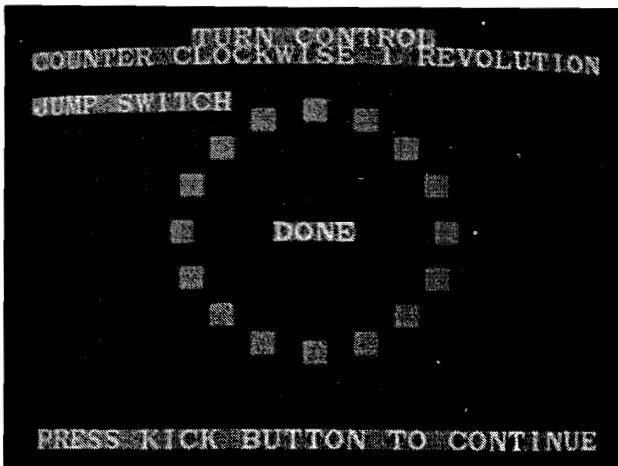 TURN CONTROL
COUNTER CLOCKWISE 1 REVOLUTION
JUMP SWITCH
DONE
PRESS KICK BUTTON TO CONTINUE